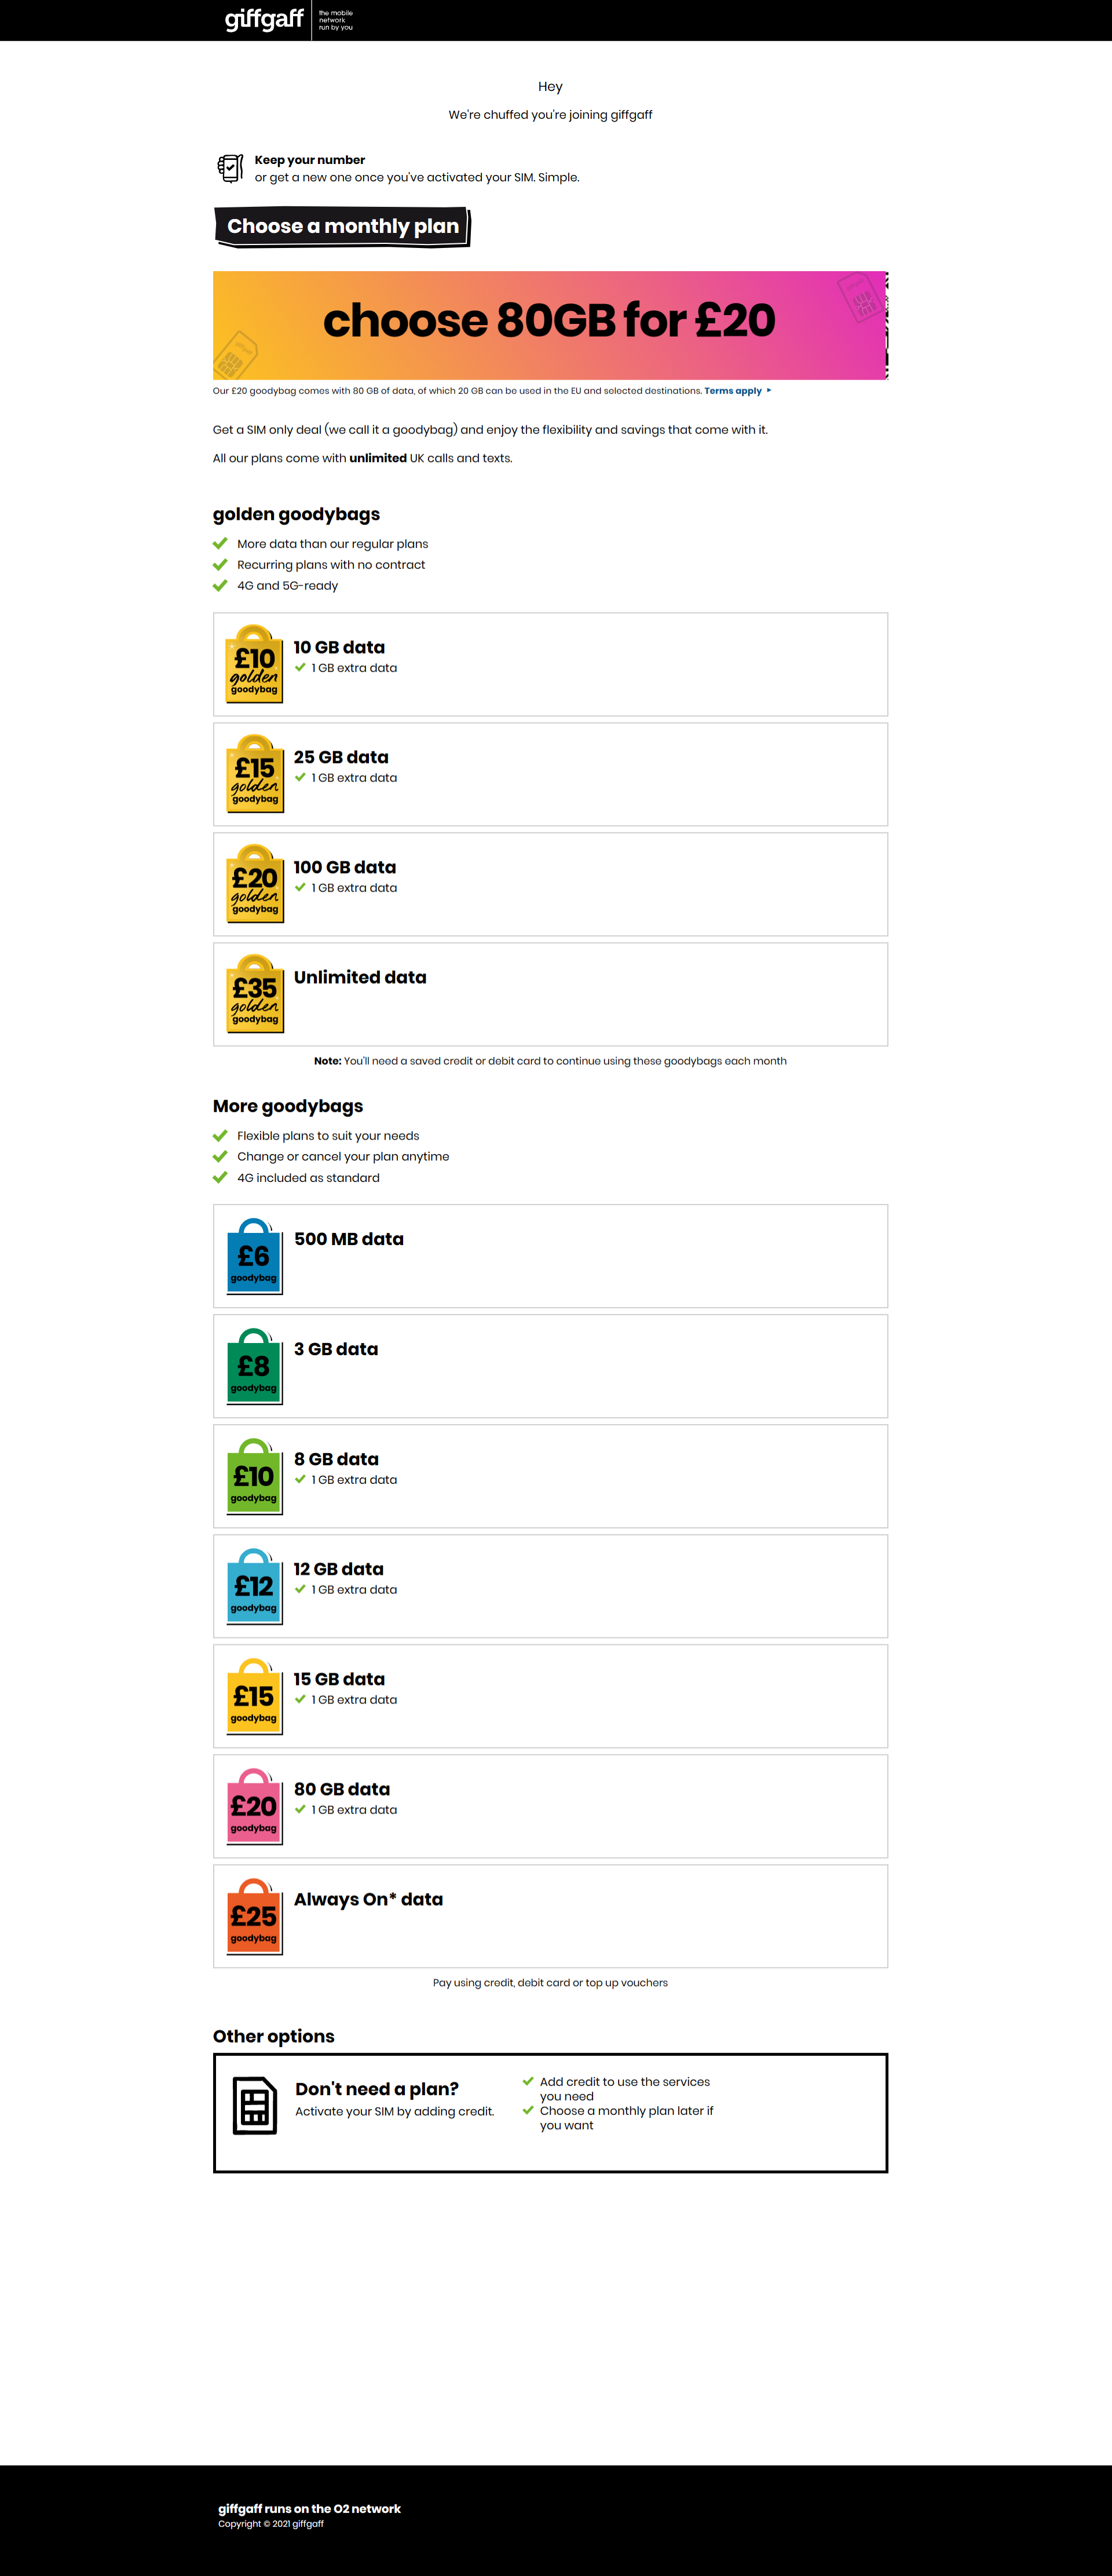 giffgaff
the mobile
network
run by you
Hey
We're chuffed you're joining giffgaff
Keep your number
or get a new one once you've activated your SIM. Simple.
Choose a monthly plan
choose 80GB for £20
Our £20 goodybag comes with 80 GB of data, of which 20 GB can be used in the EU and selected destinations. Terms apply
Get a SIM only deal (we call it a goodybag) and enjoy the flexibility and savings that come with it.
All our plans come with unlimited UK calls and texts.
golden goodybags
More data than our regular plans
Recurring plans with no contract
4G and 5G-ready
£10
golden
goodybag
10 GB data
1 GB extra data
£15
golden
goodybag
25 GB data
1 GB extra data
£20
golden
goodybag
100 GB data
1 GB extra data
£35
golden
goodybag
Unlimited data
Note: You'll need a saved credit or debit card to continue using these goodybags each month
More goodybags
Flexible plans to suit your needs
Change or cancel your plan anytime
4G included as standard
£6
goodybag
500 MB data
£8
goodybag
3 GB data
£10
goodybag
8 GB data
1 GB extra data
£12
goodybag
12 GB data
1 GB extra data
£15
goodybag
15 GB data
1 GB extra data
£20
goodybag
80 GB data
1 GB extra data
£25
goodybag
Always On* data
Pay using credit, debit card or top up vouchers
Other options
Don't need a plan?
Activate your SIM by adding credit.
Add credit to use the services
you need
Choose a monthly plan later if
you want
giffgaff runs on the O2 network
Copyright © 2021 giffgaff